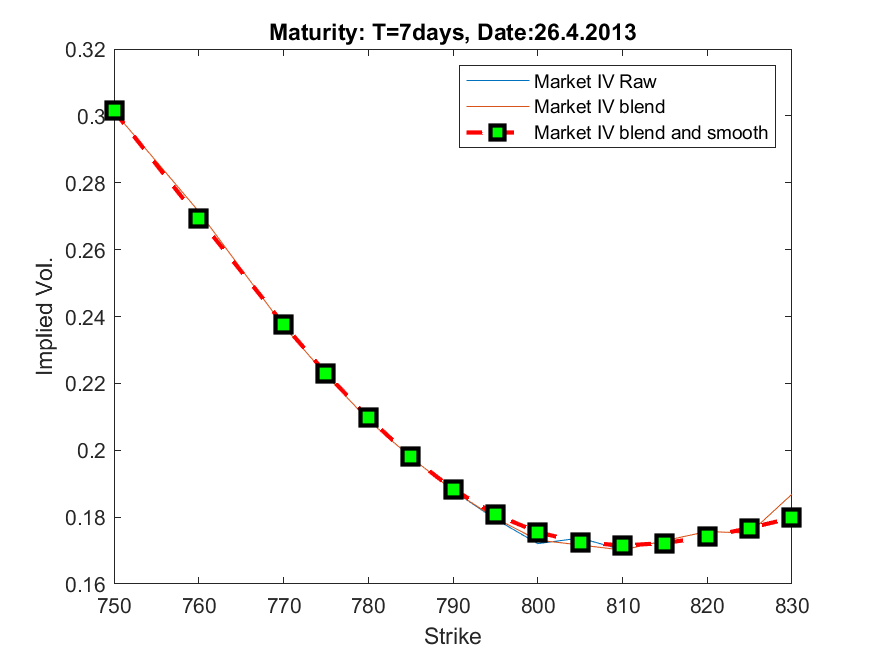 Maturity: T=7days, Date:26.4.2013
0.32
0.3
0.28
0.26
0.24
0.22
0.2
0.18
0.16
Implied Vol.
Market IV Raw
Market IV blend
Market IV blend and smooth
750 760 770 780 790 800 810 820 830
Strike